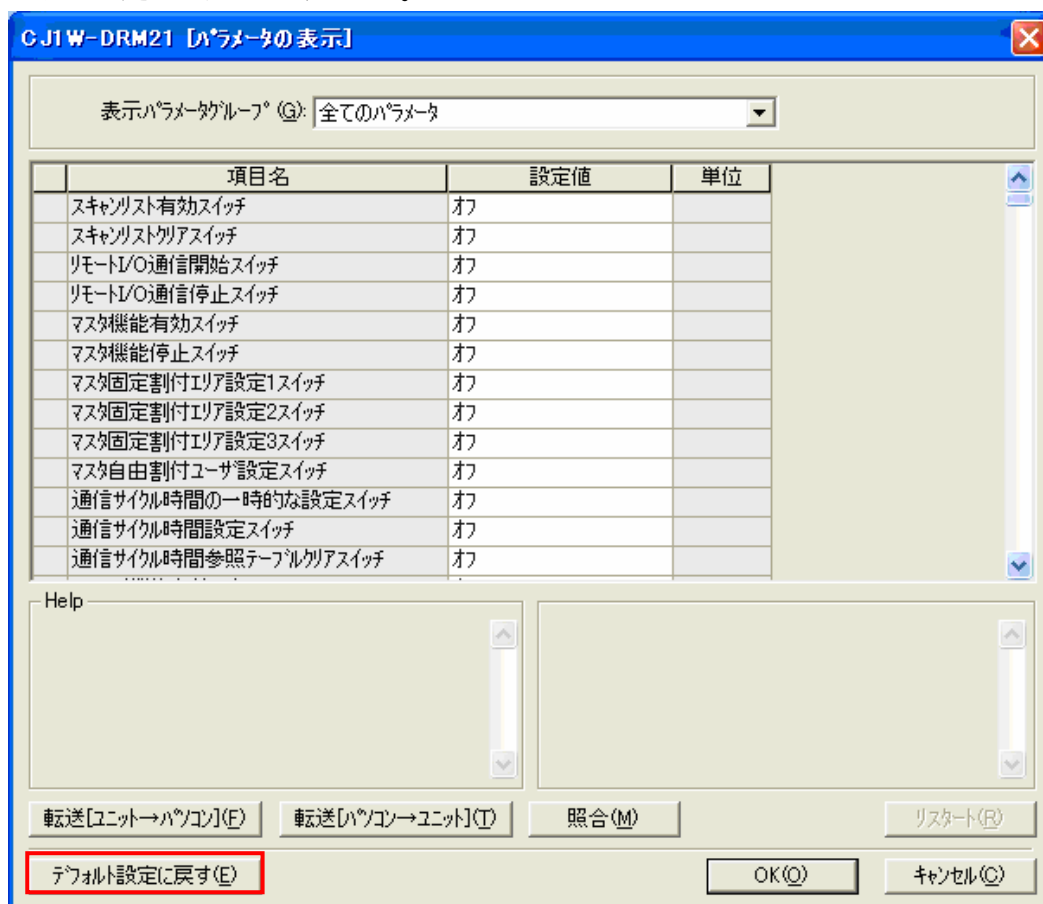 CJ1W-DRM21 [ﾊﾟﾗﾒｰﾀの表示]
表示ﾊﾟﾗﾒｰﾀｸﾞﾙｰﾌﾟ(G): 全てのﾊﾟﾗﾒｰﾀ
項目名 設定値 単位
ｽｷｬﾝﾘｽﾄ有効ｽｲｯﾁ ｵﾌ
ｽｷｬﾝﾘｽﾄｸﾘｱｽｲｯﾁ ｵﾌ
ﾘﾓｰﾄI/O通信開始ｽｲｯﾁ ｵﾌ
ﾘﾓｰﾄI/O通信停止ｽｲｯﾁ ｵﾌ
ﾏｽﾀ機能有効ｽｲｯﾁ ｵﾌ
ﾏｽﾀ機能停止ｽｲｯﾁ ｵﾌ
ﾏｽﾀ固定割付ｴﾘｱ設定1ｽｲｯﾁ ｵﾌ
ﾏｽﾀ固定割付ｴﾘｱ設定2ｽｲｯﾁ ｵﾌ
ﾏｽﾀ固定割付ｴﾘｱ設定3ｽｲｯﾁ ｵﾌ
ﾏｽﾀ自由割付ﾕｰｻﾞ設定ｽｲｯﾁ ｵﾌ
通信ｻｲｸﾙ時間の一時的な設定ｽｲｯﾁ ｵﾌ
通信ｻｲｸﾙ時間設定ｽｲｯﾁ ｵﾌ
通信ｻｲｸﾙ時間参照ﾃｰﾌﾞﾙｸﾘｱｽｲｯﾁ ｵﾌ
Help
転送[ﾕﾆｯﾄ→ﾊﾟｿｺﾝ](F) 転送[ﾊﾟｿｺﾝ→ﾕﾆｯﾄ](T) 照合(M) ﾘｽﾀｰﾄ(R)
ﾃﾞﾌｫﾙﾄ設定に戻す(E) OK(O) ｷｬﾝｾﾙ(C)